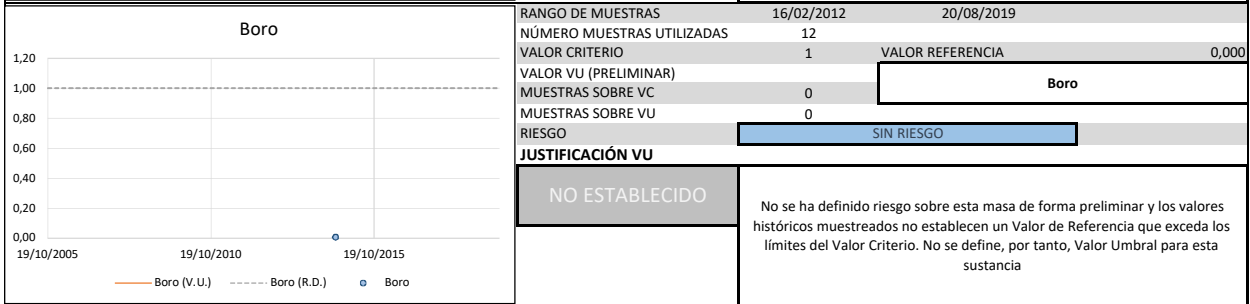 Boro
1,20
1,00
0,80
0,60
0,40
0,20
0,00
19/10/2005 19/10/2010 19/10/2015
Boro (V.U.) Boro (R.D.) Boro
RANGO DE MUESTRAS 16/02/2012 20/08/2019
NÚMERO MUESTRAS UTILIZADAS 12
VALOR CRITERIO 1 VALOR REFERENCIA 0,000
VALOR VU (PRELIMINAR)
Boro
MUESTRAS SOBRE VC 0
MUESTRAS SOBRE VU 0
RIESGO SIN RIESGO
JUSTIFICACIÓN VU
NO ESTABLECIDO
No se ha definido riesgo sobre esta masa de forma preliminar y los valores
históricos muestreados no establecen un Valor de Referencia que exceda los
límites del Valor Criterio. No se define, por tanto, Valor Umbral para esta
sustancia